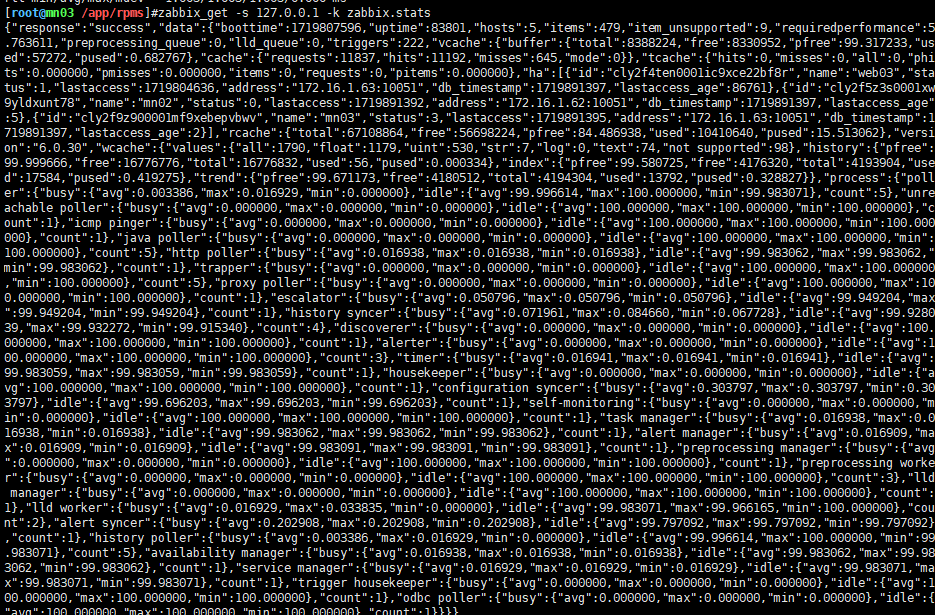 [root@mn03 /app/rpms]#zabbix_get -s 127.0.0.1 -k zabbix.stats
{"response":"success","data":{"boottime":1719807596,"uptime":83801,"hosts":5,"items":479,"item_unsupported":9,"requiredperformance":5
.763611,"preprocessing_queue":0,"lld_queue":0,"triggers":222,"vcache":{"buffer":{"total":8388224,"free":8330952,"pfree":99.317233,"us
ed":57272,"pused":0.682767},"cache":{"requests":11837,"hits":11192,"misses":645,"mode":0}},"tcache":{"hits":0,"misses":0,"all":0,"phi
ts":0.000000,"pmisses":0.000000,"items":0,"requests":0,"pitems":0.000000},"ha":[{"id":"cly2f4ten0001ic9xce22bf8r","name":"web03","sta
tus":1,"lastaccess":1719804636,"address":"172.16.1.63:10051","db_timestamp":1719891397,"lastaccess_age":86761},{"id":"cly2f5z3s0001xw
9yldxunt78","name":"mn02","status":0,"lastaccess":1719891392,"address":"172.16.1.62:10051","db_timestamp":1719891397,"lastaccess_age"
:5},{"id":"cly2f9z900001mf9xebepvbwv","name":"mn03","status":3,"lastaccess":1719891395,"address":"172.16.1.63:10051","db_timestamp":1
719891397,"lastaccess_age":2}],"rcache":{"total":67108864,"free":56698224,"pfree":84.486938,"used":10410640,"pused":15.513062},"versi
on":"6.0.30","wcache":{"values":{"all":1790,"float":1179,"uint":530,"str":7,"log":0,"text":74,"not supported":98},"history":{"pfree":
99.999666,"free":16776776,"total":16776832,"used":56,"pused":0.000334},"index":{"pfree":99.580725,"free":4176320,"total":4193904,"use
d":17584,"pused":0.419275},"trend":{"pfree":99.671173,"free":4180512,"total":4194304,"used":13792,"pused":0.328827}},"process":{"poll
er":{"busy":{"avg":0.003386,"max":0.016929,"min":0.000000},"idle":{"avg":99.996614,"max":100.000000,"min":99.983071},"count":5},"unre
achable poller":{"busy":{"avg":0.000000,"max":0.000000,"min":0.000000},"idle":{"avg":100.000000,"max":100.000000,"min":100.000000},"c
ount":1},"icmp pinger":{"busy":{"avg":0.000000,"max":0.000000,"min":0.000000},"idle":{"avg":100.000000,"max":100.000000,"min":100.000
000},"count":1},"java poller":{"busy":{"avg":0.000000,"max":0.000000,"min":0.000000},"idle":{"avg":100.000000,"max":100.000000,"min":
100.000000},"count":5},"http poller":{"busy":{"avg":0.016938,"max":0.016938,"min":0.016938},"idle":{"avg":99.983062,"max":99.983062,"
min":99.983062},"count":1},"trapper":{"busy":{"avg":0.000000,"max":0.000000,"min":0.000000},"idle":{"avg":100.000000,"max":100.000000
,"min":100.000000},"count":5},"proxy poller":{"busy":{"avg":0.000000,"max":0.000000,"min":0.000000},"idle":{"avg":100.000000,"max":10
0.000000,"min":100.000000},"count":1},"escalator":{"busy":{"avg":0.050796,"max":0.050796,"min":0.050796},"idle":{"avg":99.949204,"max
":99.949204,"min":99.949204},"count":1},"history syncer":{"busy":{"avg":0.071961,"max":0.084660,"min":0.067728},"idle":{"avg":99.9280
39,"max":99.932272,"min":99.915340},"count":4},"discoverer":{"busy":{"avg":0.000000,"max":0.000000,"min":0.000000},"idle":{"avg":100.
000000,"max":100.000000,"min":100.000000},"count":1},"alerter":{"busy":{"avg":0.000000,"max":0.000000,"min":0.000000},"idle":{"avg":1
00.000000,"max":100.000000,"min":100.000000},"count":3},"timer":{"busy":{"avg":0.016941,"max":0.016941,"min":0.016941},"idle":{"avg":
99.983059,"max":99.983059,"min":99.983059},"count":1},"housekeeper":{"busy":{"avg":0.000000,"max":0.000000,"min":0.000000},"idle":{"a
vg":100.000000,"max":100.000000,"min":100.000000},"count":1},"configuration syncer":{"busy":{"avg":0.303797,"max":0.303797,"min":0.30
3797},"idle":{"avg":99.696203,"max":99.696203,"min":99.696203},"count":1},"self-monitoring":{"busy":{"avg":0.000000,"max":0.000000,"m
in":0.000000},"idle":{"avg":100.000000,"max":100.000000,"min":100.000000},"count":1},"task manager":{"busy":{"avg":0.016938,"max":0.0
16938,"min":0.016938},"idle":{"avg":99.983062,"max":99.983062,"min":99.983062},"count":1},"alert manager":{"busy":{"avg":0.016909,"ma
x":0.016909,"min":0.016909},"idle":{"avg":99.983091,"max":99.983091,"min":99.983091},"count":1},"preprocessing manager":{"busy":{"avg
":0.000000,"max":0.000000,"min":0.000000},"idle":{"avg":100.000000,"max":100.000000,"min":100.000000},"count":1},"preprocessing worke
r":{"busy":{"avg":0.000000,"max":0.000000,"min":0.000000},"idle":{"avg":100.000000,"max":100.000000,"min":100.000000},"count":3},"lld
 manager":{"busy":{"avg":0.000000,"max":0.000000,"min":0.000000},"idle":{"avg":100.000000,"max":100.000000,"min":100.000000},"count":
1},"lld worker":{"busy":{"avg":0.016929,"max":0.033835,"min":0.000000},"idle":{"avg":99.983071,"max":99.966165,"min":100.000000},"cou
nt":2},"alert syncer":{"busy":{"avg":0.202908,"max":0.202908,"min":0.202908},"idle":{"avg":99.797092,"max":99.797092,"min":99.797092}
,"count":1},"history poller":{"busy":{"avg":0.003386,"max":0.016929,"min":0.000000},"idle":{"avg":99.996614,"max":100.000000,"min":99
.983071},"count":5},"availability manager":{"busy":{"avg":0.016938,"max":0.016938,"min":0.016938},"idle":{"avg":99.983062,"max":99.98
3062,"min":99.983062},"count":1},"service manager":{"busy":{"avg":0.016929,"max":0.016929,"min":0.016929},"idle":{"avg":99.983071,"ma
x":99.983071,"min":99.983071},"count":1},"trigger housekeeper":{"busy":{"avg":0.000000,"max":0.000000,"min":0.000000},"idle":{"avg":1
00.000000,"max":100.000000,"min":100.000000},"count":1},"odbc poller":{"busy":{"avg":0.000000,"max":0.000000,"min":0.000000},"idle":{
"avg":100.000000,"max":100.000000,"min":100.000000},"count":1}}}}